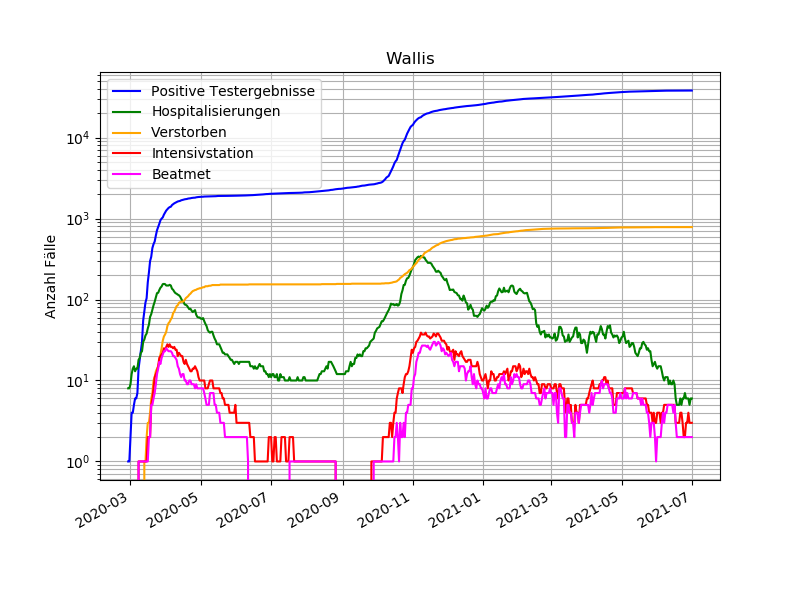 Wallis
Positive Testergebnisse
Hospitalisierungen
Verstorben
Intensivstation
Beatmet
Anzahl Fälle
10^4
10^3
10^2
10^1
10^0
2020-03
2020-05
2020-07
2020-09
2020-11
2021-01
2021-03
2021-05
2021-07